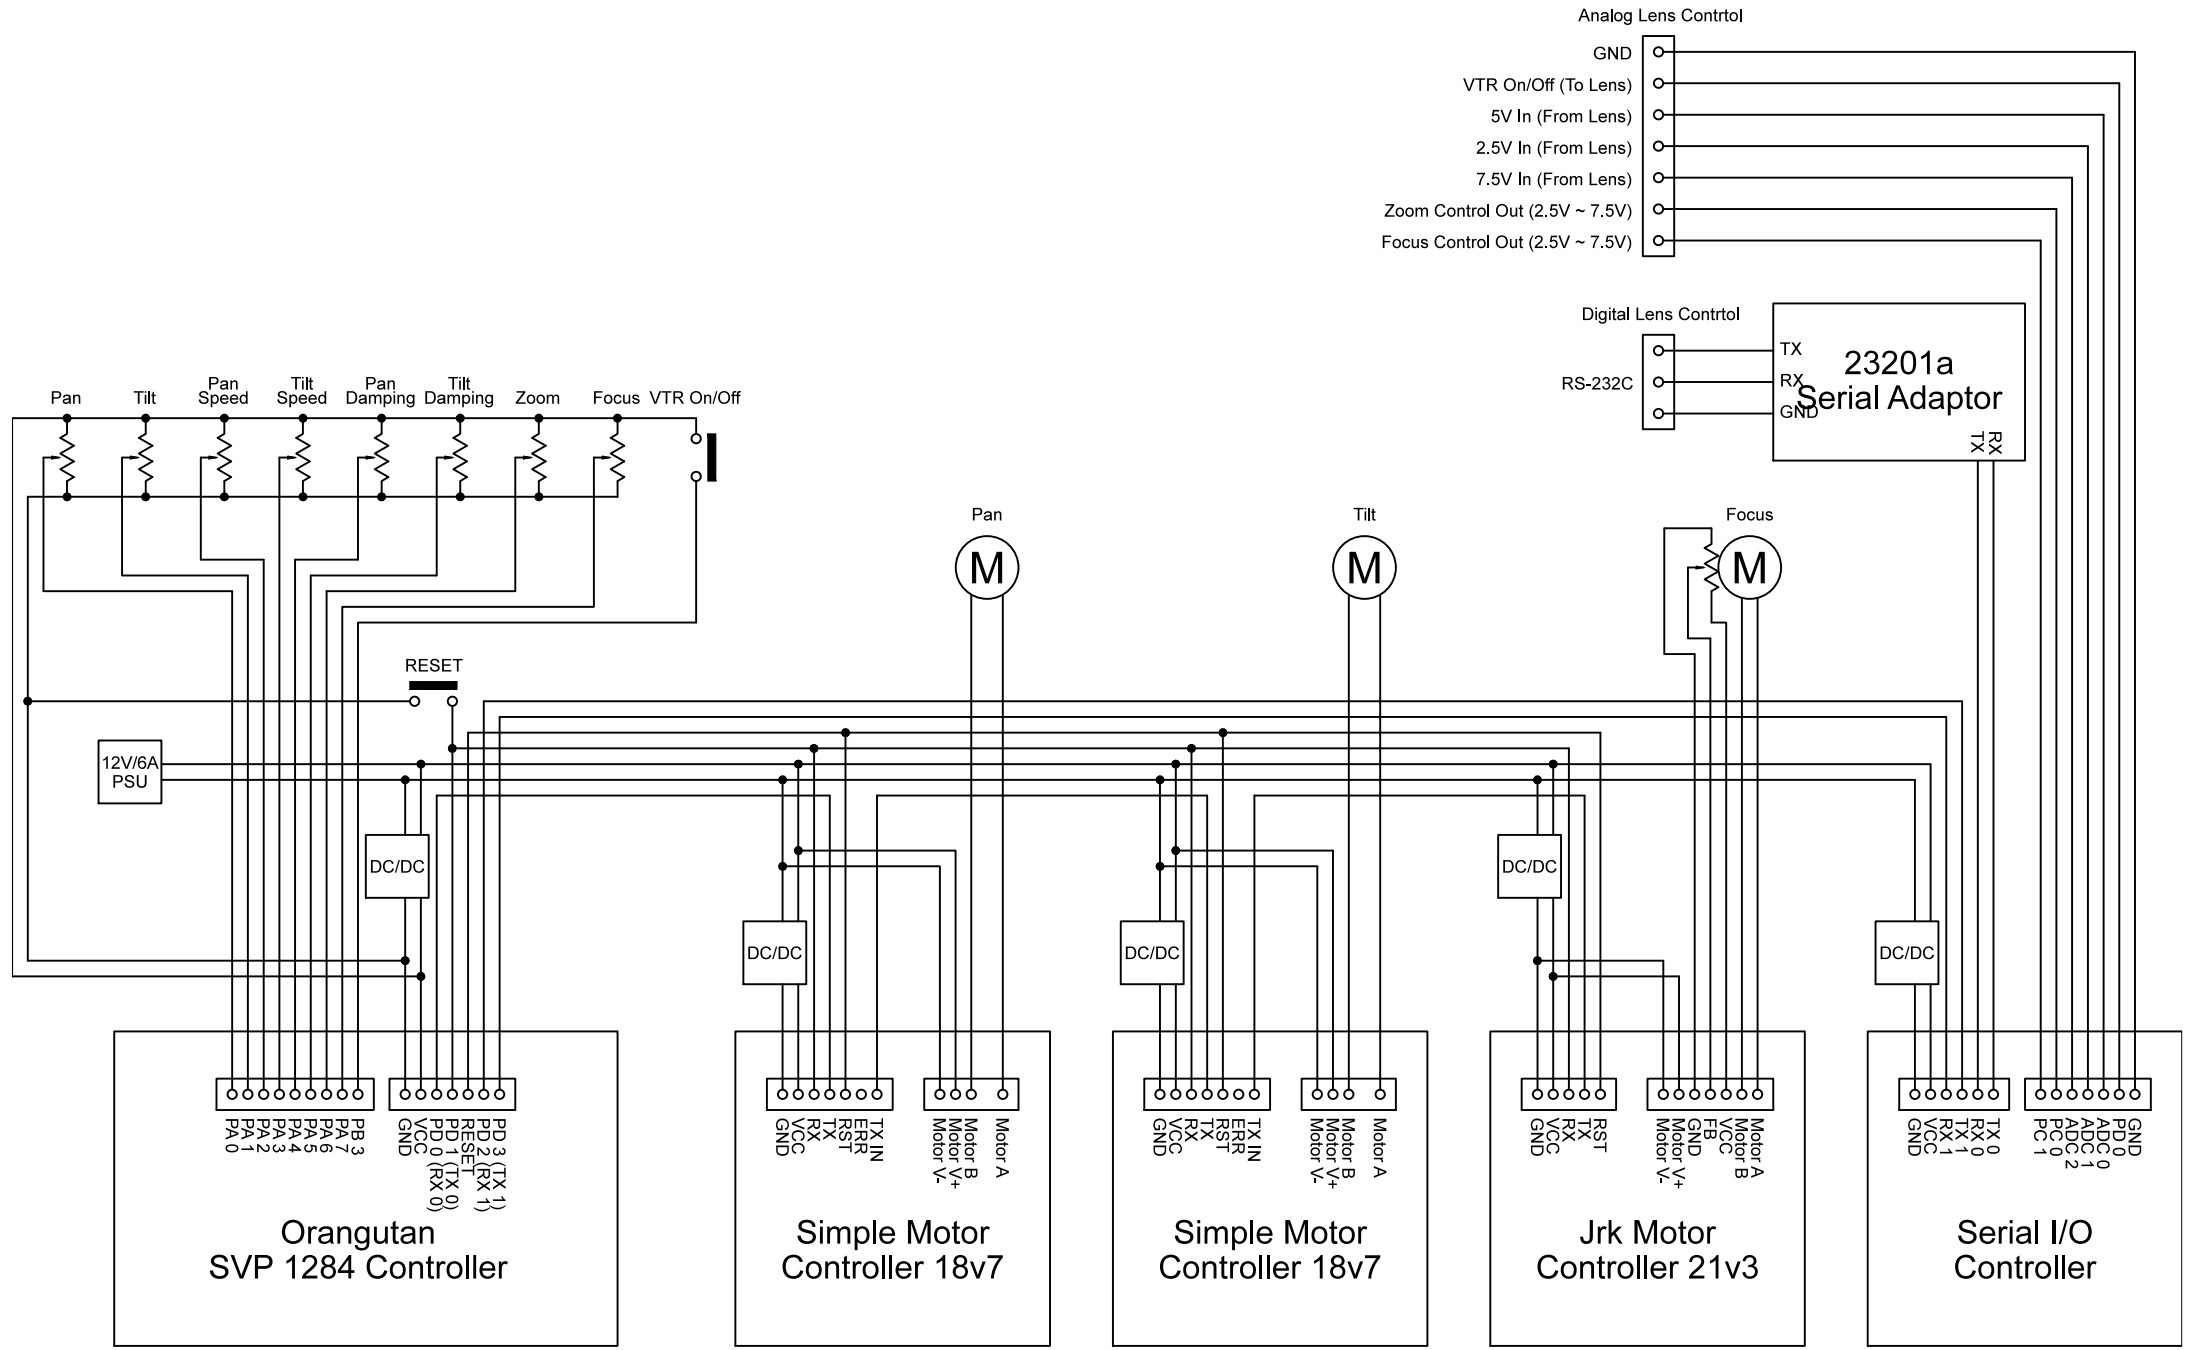 Analog Lens Contrtol
GND
VTR On/Off (To Lens)
5V In (From Lens)
2.5V In (From Lens)
7.5V In (From Lens)
Zoom Control Out (2.5V ~ 7.5V)
Focus Control Out (2.5V ~ 7.5V)
Digital Lens Contrtol
RS-232C
TX
RX
GND
23201a
Serial Adaptor
TX
RX
Pan
Tilt
Pan
Speed
Tilt
Speed
Pan
Damping
Tilt
Damping
Zoom
Focus
VTR On/Off
Pan
M
Tilt
M
Focus
M
RESET
12V/6A
PSU
DC/DC
DC/DC
DC/DC
DC/DC
DC/DC
PA 0
PA 1
PA 2
PA 3
PA 4
PA 5
PA 6
PA 7
PB 3
GND
VCC
PD 0 (RX 0)
PD 1 (TX 0)
RESET
PD 2 (RX 1)
PD 3 (TX 1)
Orangutan
SVP 1284 Controller
GND
VCC
RX
TX
RST
ERR
TX IN
Motor V-
Motor V+
Motor B
Motor A
Simple Motor
Controller 18v7
GND
VCC
RX
TX
RST
ERR
TX IN
Motor V-
Motor V+
Motor B
Motor A
Simple Motor
Controller 18v7
GND
VCC
RX
TX
RST
Motor V-
Motor V+
GND
FB
VCC
Motor B
Motor A
Jrk Motor
Controller 21v3
GND
VCC
RX 1
TX 1
RX 0
TX 0
PC 1
PC 0
ADC 2
ADC 1
ADC 0
PD 0
GND
Serial I/O
Controller